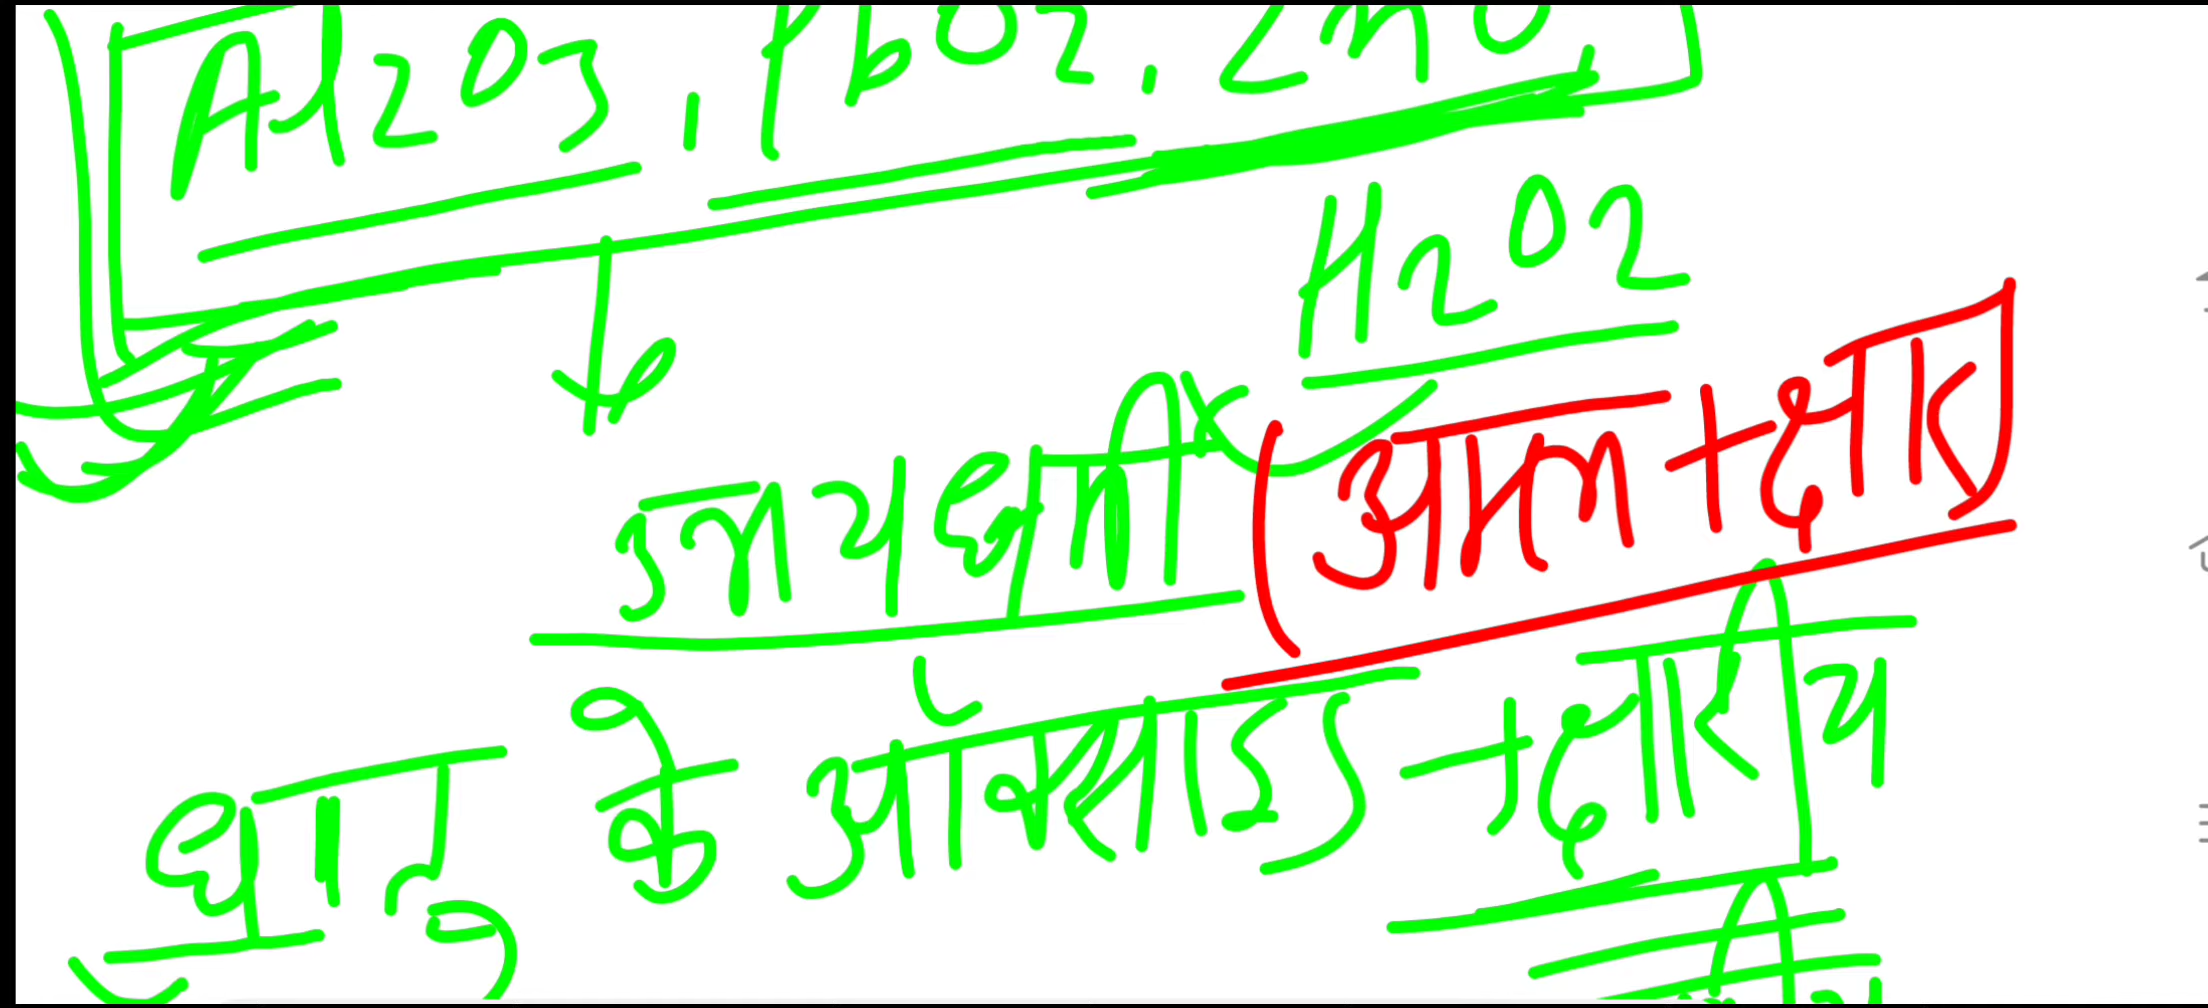 Al2O3, PbO2, ZnO,
H2O2
उभयधर्मी (अम्ल + क्षार)
धातु के ऑक्साइड → क्षारीय